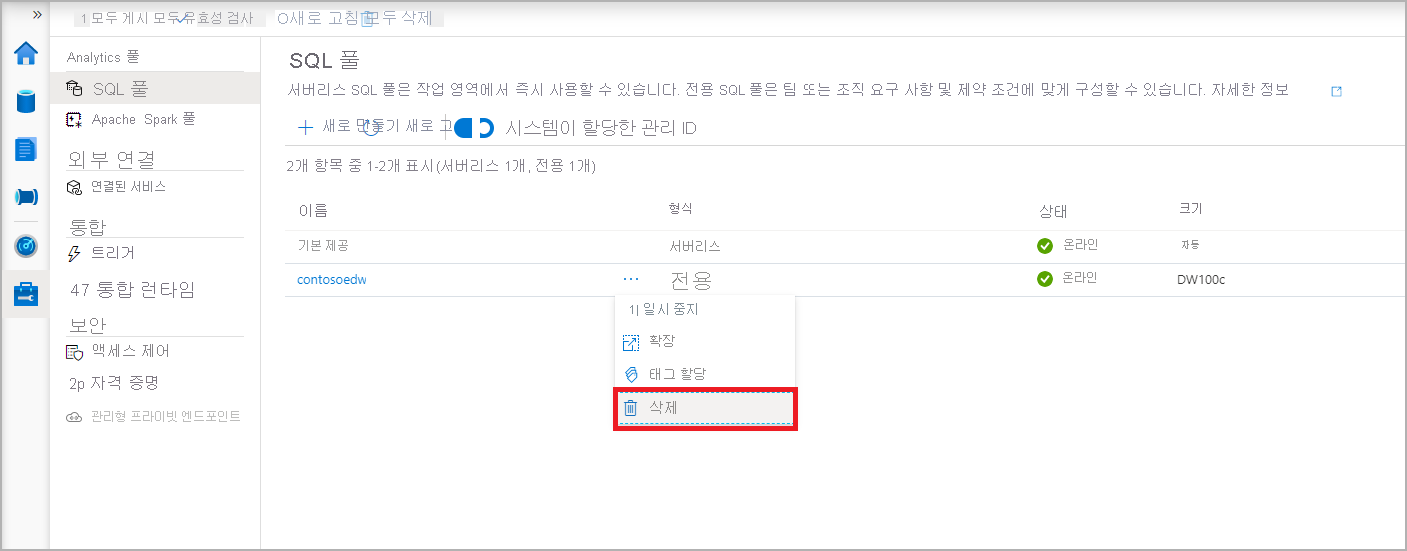 »
1 모두 게시 모두 유효성 검사 O새로 고침 모두 삭제
Analytics 풀
SQL 풀
Apache Spark 풀
외부 연결
연결된 서비스
통합
트리거
47 통합 런타임
보안
액세스 제어
2p 자격 증명
관리형 프라이빗 엔드포인트
SQL 풀
서버리스 SQL 풀은 작업 영역에서 즉시 사용할 수 있습니다. 전용 SQL 풀은 팀 또는 조직 요구 사항 및 제약 조건에 맞게 구성할 수 있습니다. 자세한 정보
새로 만들기 새로 고 시스템이 할당한 관리 ID
2개 항목 중 1-2개 표시(서버리스 1개, 전용 1개)
이름 형식 상태 크기
기본 제공 서버리스 온라인 자동
contosoedw ··· 전용 온라인 DW100c
1| 일시 중지
확장
태그 할당
삭제